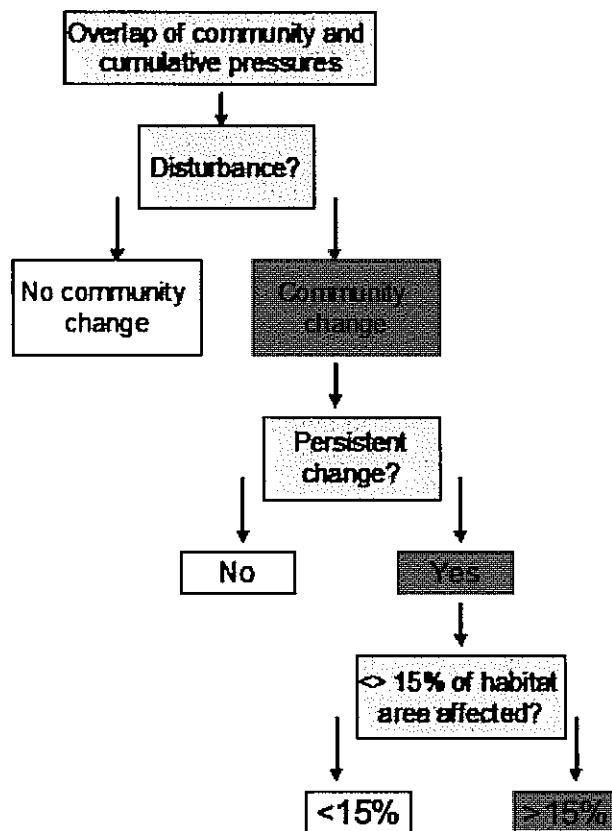 Overlap of community and
cumulative pressures
Disturbance?
No community
change
Community
change
Persistent
change?
No
Yes
<> 15% of habitat
area affected?
<15%
>15%